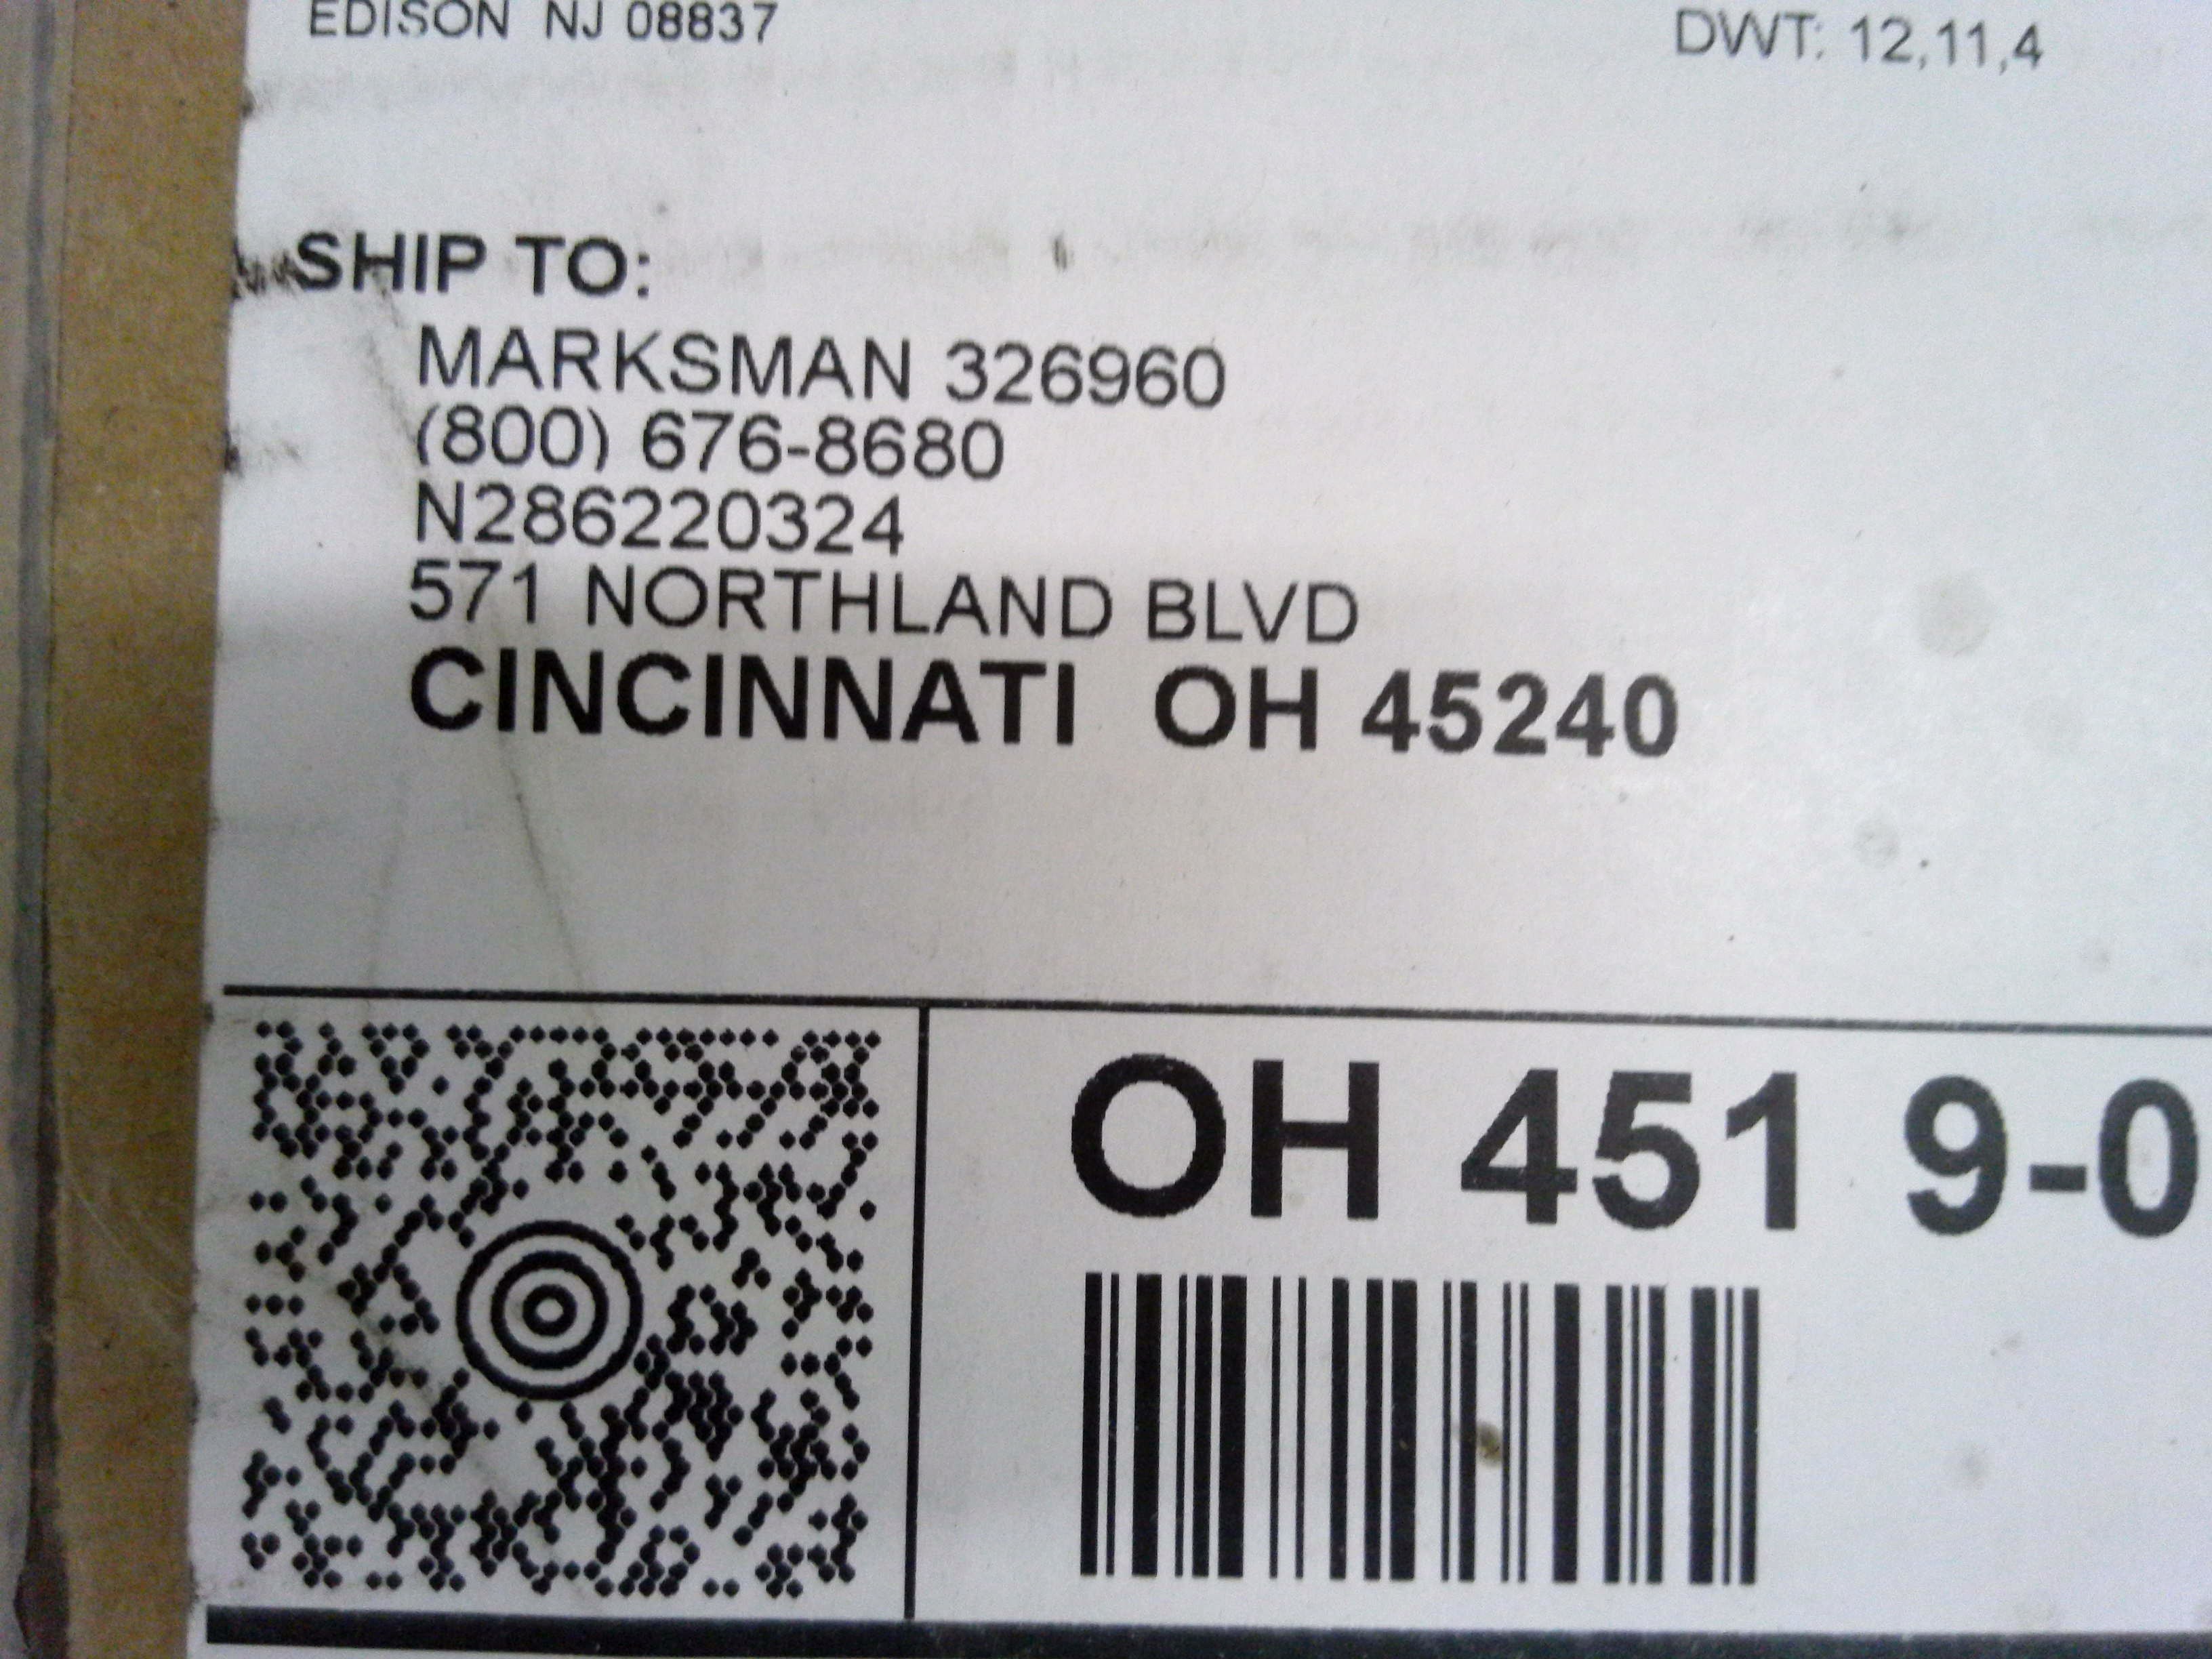 EDISON NJ 08837
DWT: 12,11,4
SHIP TO:
MARKSMAN 326960
(800) 676-8680
N286220324
571 NORTHLAND BLVD
CINCINNATI OH 45240
OH 451 9-0